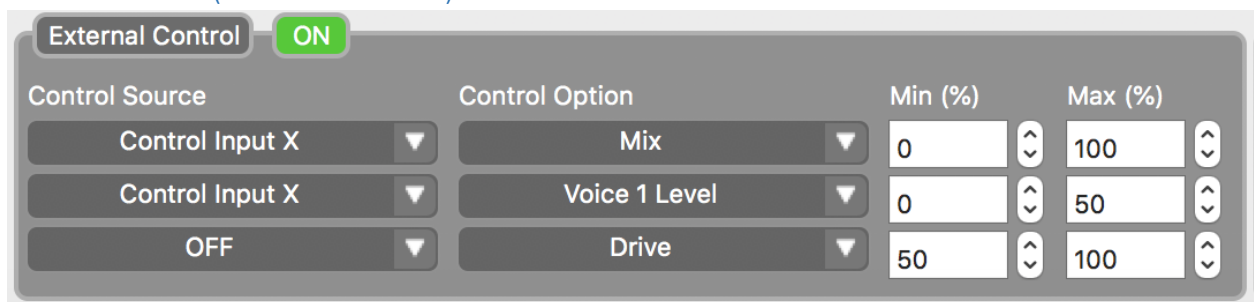 External Control ON
Control Source Control Option Min (%) Max (%)
Control Input X Mix 0 100
Control Input X Voice 1 Level 0 50
OFF Drive 50 100